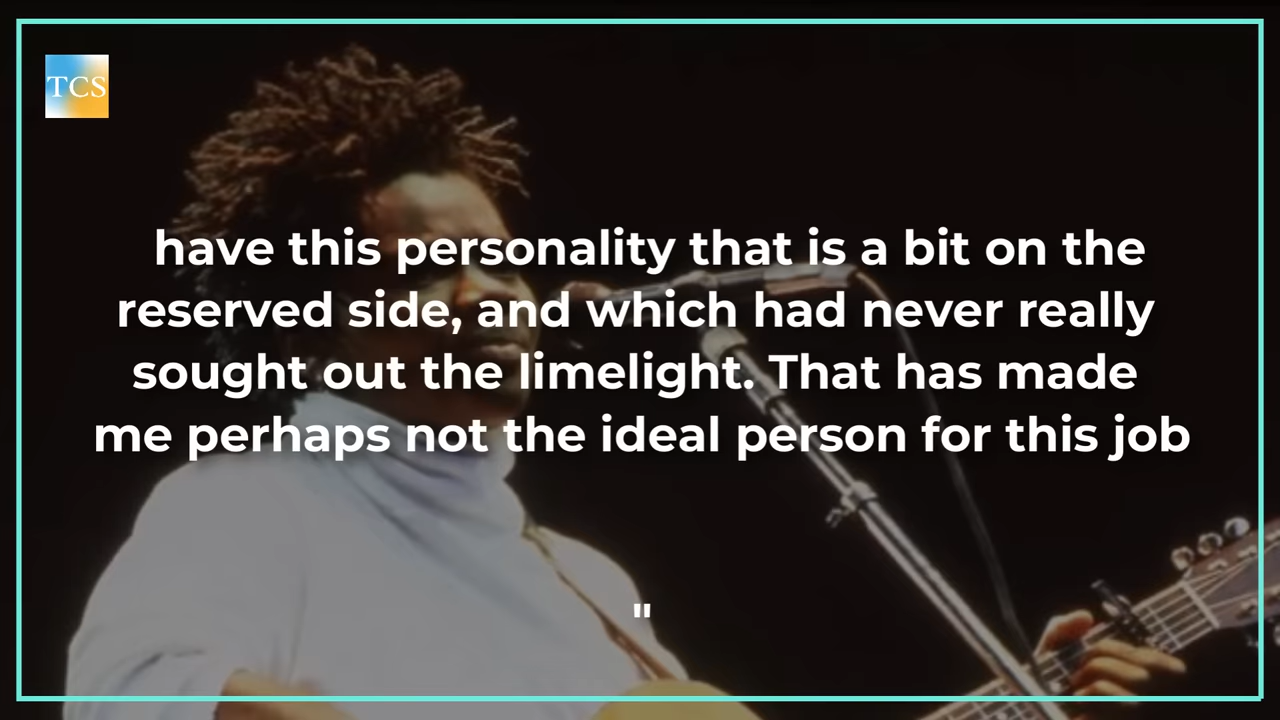 TCS
have this personality that is a bit on the
reserved side, and which had never really
sought out the limelight. That has made
me perhaps not the ideal person for this job
"